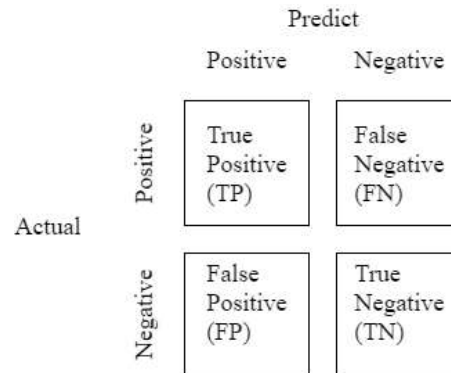 Predict
Positive
Negative
Positive
True
Positive
(TP)
False
Negative
(FN)
Actual
Negative
False
Positive
(FP)
True
Negative
(TN)